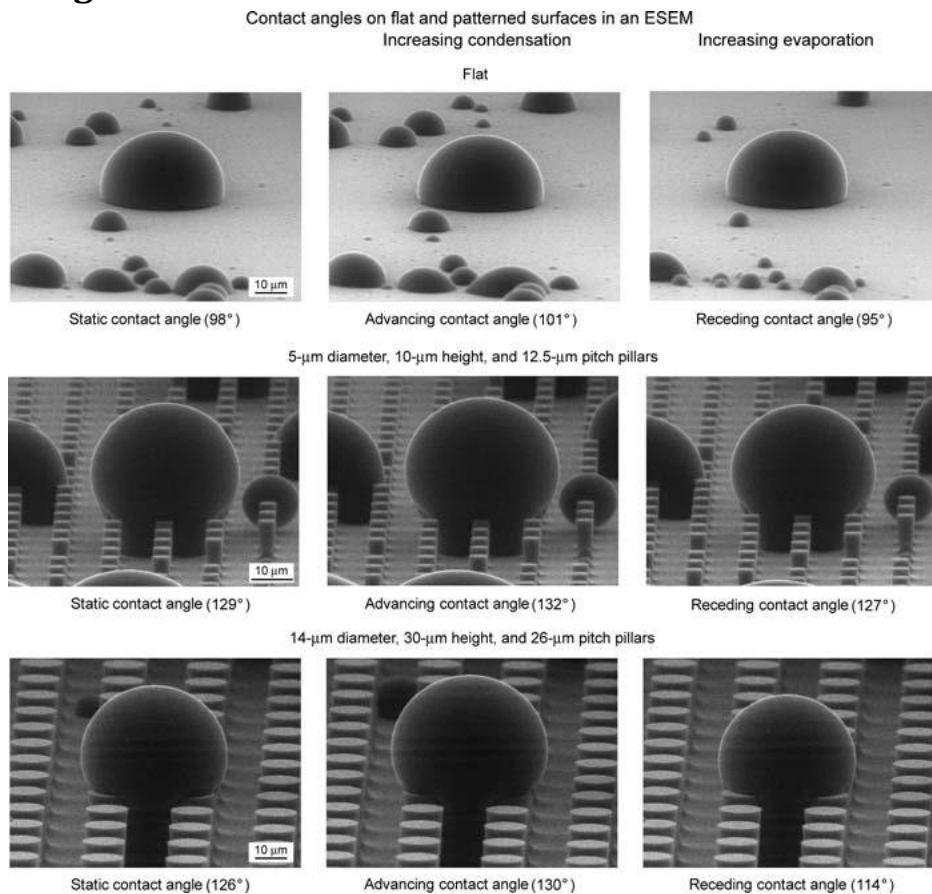 Contact angles on flat and patterned surfaces in an ESEM
Increasing condensation
Increasing evaporation
Flat
10 μm
Static contact angle (98°)
Advancing contact angle (101°)
Receding contact angle (95°)
5-μm diameter, 10-μm height, and 12.5-μm pitch pillars
10 μm
Static contact angle (129°)
Advancing contact angle (132°)
Receding contact angle (127°)
14-μm diameter, 30-μm height, and 26-μm pitch pillars
10 μm
Static contact angle (126°)
Advancing contact angle (130°)
Receding contact angle (114°)